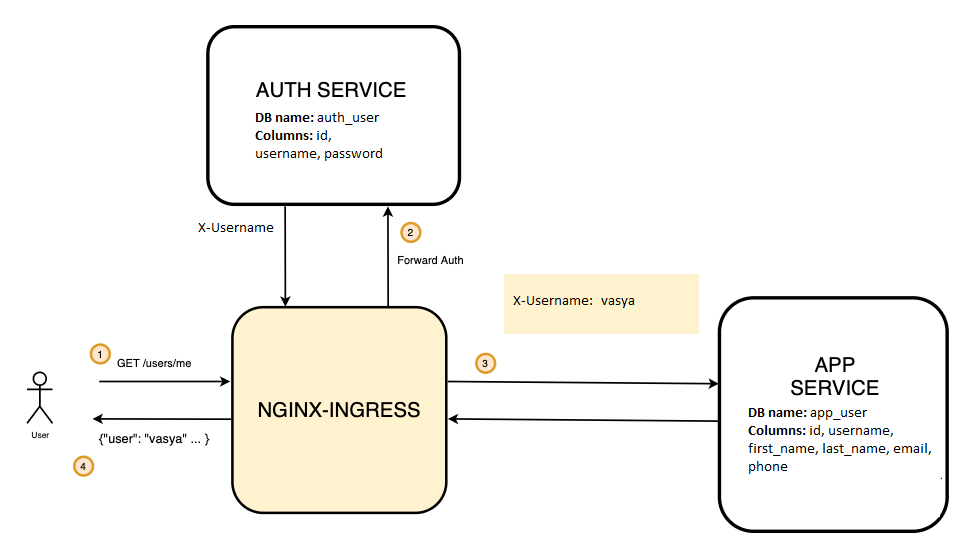 AUTH SERVICE
DB name: auth_user
Columns: id,
username, password
X-Username
2
Forward Auth
X-Username: vasya
1
GET /users/me
3
User
NGINX-INGRESS
{"user": "vasya" ... }
4
APP
SERVICE
DB name: app_user
Columns: id, username,
first_name, last_name, email,
phone